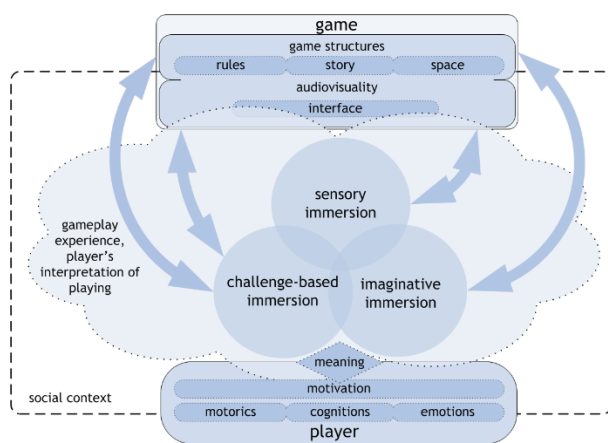 game
game structures
rules story space
audiovisuality
interface
sensory
immersion
gameplay
experience,
player's
interpretation of
playing
challenge-based
immersion
imaginative
immersion
meaning
motivation
social context
motorics cognitions emotions
player